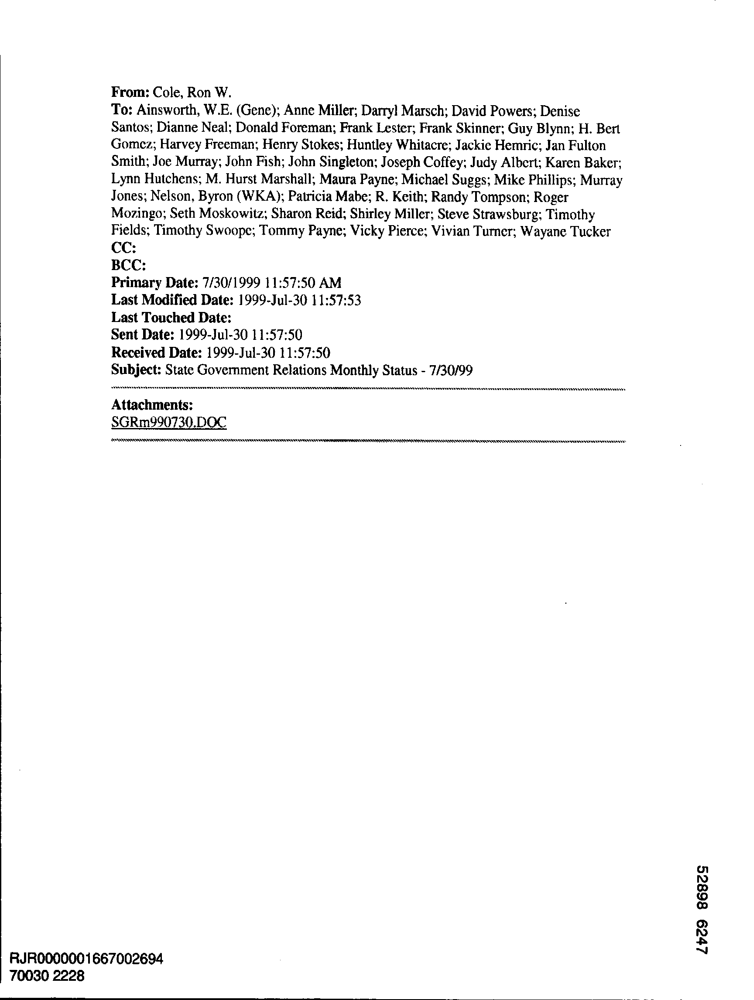 From: Cole, Ron W.
To: Ainsworth, W.E. (Gene); Anne Miller; Darryl Marsch; David Powers; Denise
Santos; Dianne Neal; Donald Foreman; Frank Lester; Frank Skinner; Guy Blynn; H. Bert
Gomez; Harvey Freeman; Henry Stokes; Huntley Whitacre; Jackie Hemric; Jan Fulton
Smith; Joe Murray; John Fish; John Singleton; Joseph Coffey; Judy Albert; Karen Baker;
Lynn Hutchens; M. Hurst Marshall; Maura Payne; Michael Suggs; Mike Phillips; Murray
Jones; Nelson, Byron (WKA); Patricia Mabe; R. Keith; Randy Tompson; Roger
Mozingo; Seth Moskowitz; Sharon Reid; Shirley Miller; Steve Strawsburg; Timothy
Fields; Timothy Swoope; Tommy Payne; Vicky Pierce; Vivian Turner; Wayane Tucker
CC:
BCC:
Primary Date: 7/30/1999 11:57:50 AM
Last Modified Date: 1999-Jul-30 11:57:53
Last Touched Date:
Sent Date: 1999-Jul-30 11:57:50
Received Date: 1999-Jul-30 11:57:50
Subject: State Government Relations Monthly Status - 7/30/99
Attachments:
SGRm990730.DOC
52898 6247
RJR0000001667002694
70030 2228